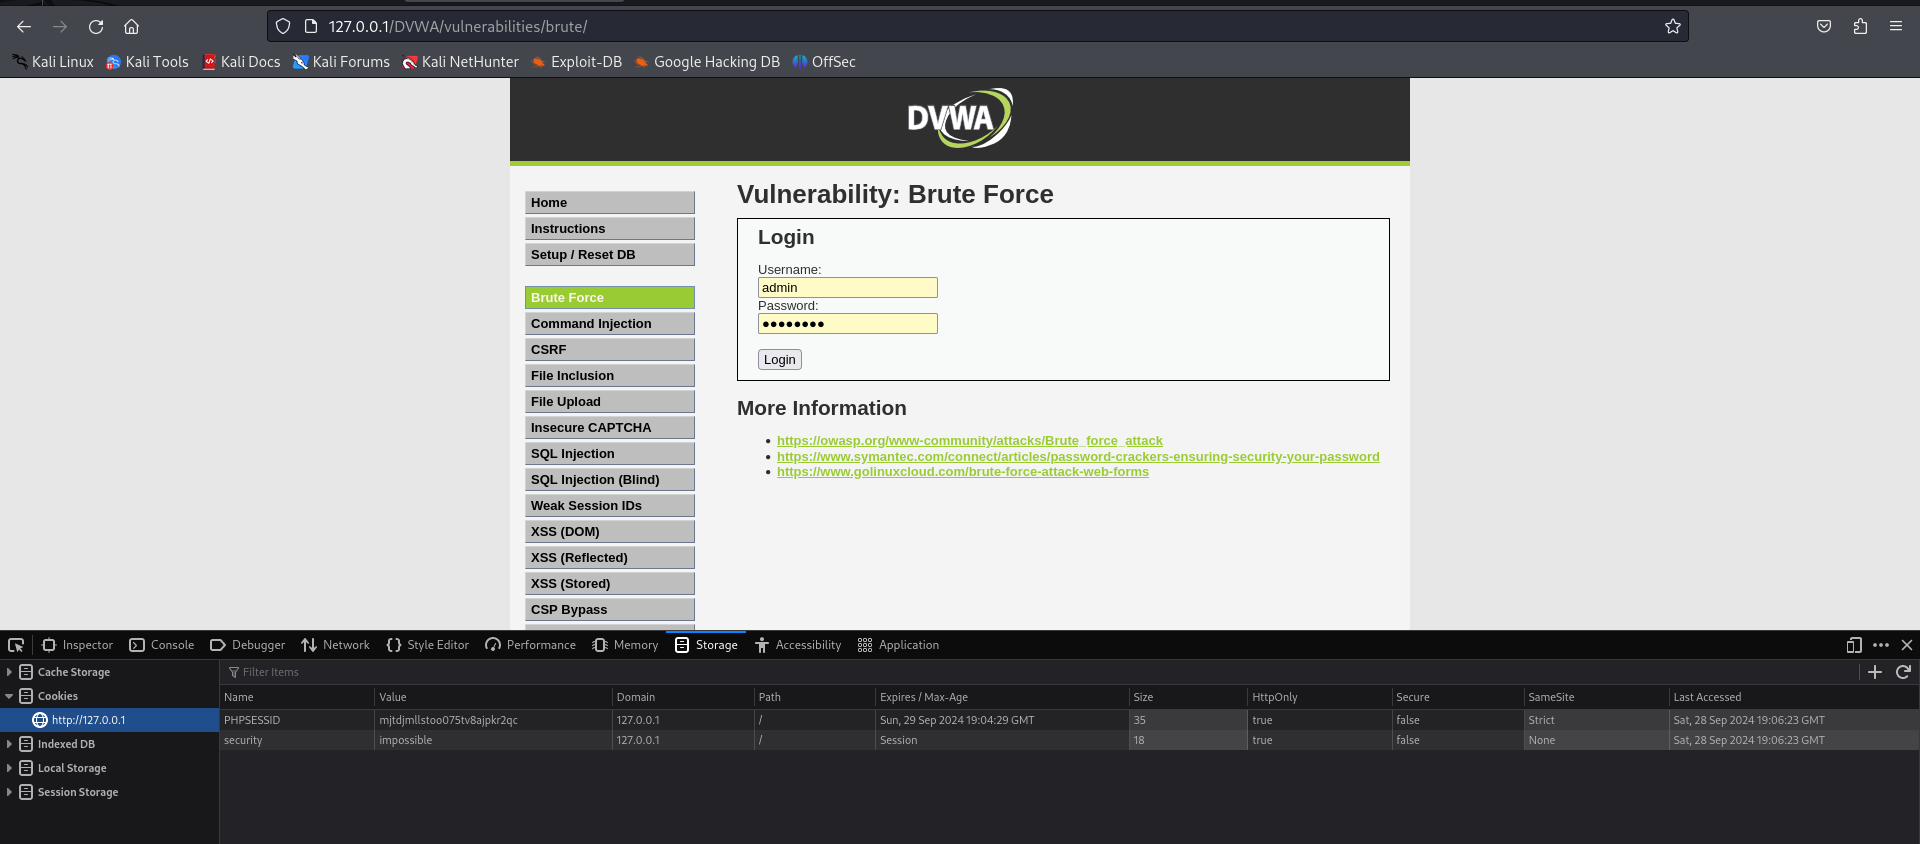 127.0.0.1/DVWA/vulnerabilities/brute/
Kali Linux Kali Tools Kali Docs Kali Forums Kali NetHunter Exploit-DB Google Hacking DB OffSec
DVWA
Home
Instructions
Setup / Reset DB
Brute Force
Command Injection
CSRF
File Inclusion
File Upload
Insecure CAPTCHA
SQL Injection
SQL Injection (Blind)
Weak Session IDs
XSS (DOM)
XSS (Reflected)
XSS (Stored)
CSP Bypass
Vulnerability: Brute Force
Login
Username:
admin
Password:
●●●●●●●●
Login
More Information
https://owasp.org/www-community/attacks/Brute_force_attack
https://www.symantec.com/connect/articles/password-crackers-ensuring-security-your-password
https://www.golinuxcloud.com/brute-force-attack-web-forms
Inspector Console Debugger Network Style Editor Performance Memory Storage Accessibility Application
Cache Storage
Cookies
http://127.0.0.1
Indexed DB
Local Storage
Session Storage
Filter Items
Name Value Domain Path Expires / Max-Age Size HttpOnly Secure SameSite Last Accessed
PHPSESSID mjtdjmllstoo075tv8ajpkr2qc 127.0.0.1 / Sun, 29 Sep 2024 19:04:29 GMT 35 true false Strict Sat, 28 Sep 2024 19:06:23 GMT
security impossible 127.0.0.1 / Session 18 true false None Sat, 28 Sep 2024 19:06:23 GMT